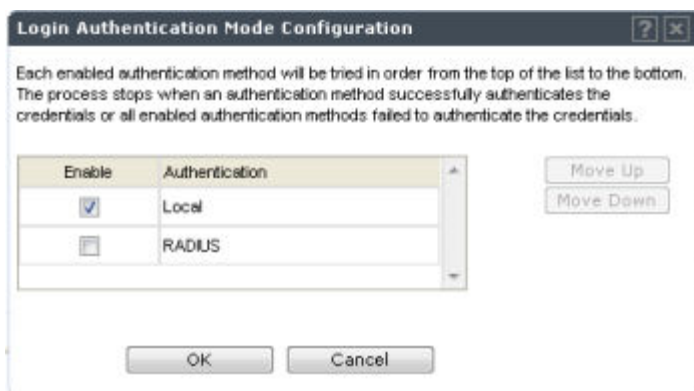 Login Authentication Mode Configuration ? x
Each enabled authentication method will be tried in order from the top of the list to the bottom.
The process stops when an authentication method successfully authenticates the
credentials or all enabled authentication methods failed to authenticate the credentials.
Enable Authentication
Local
RADIUS
Move Up
Move Down
OK Cancel